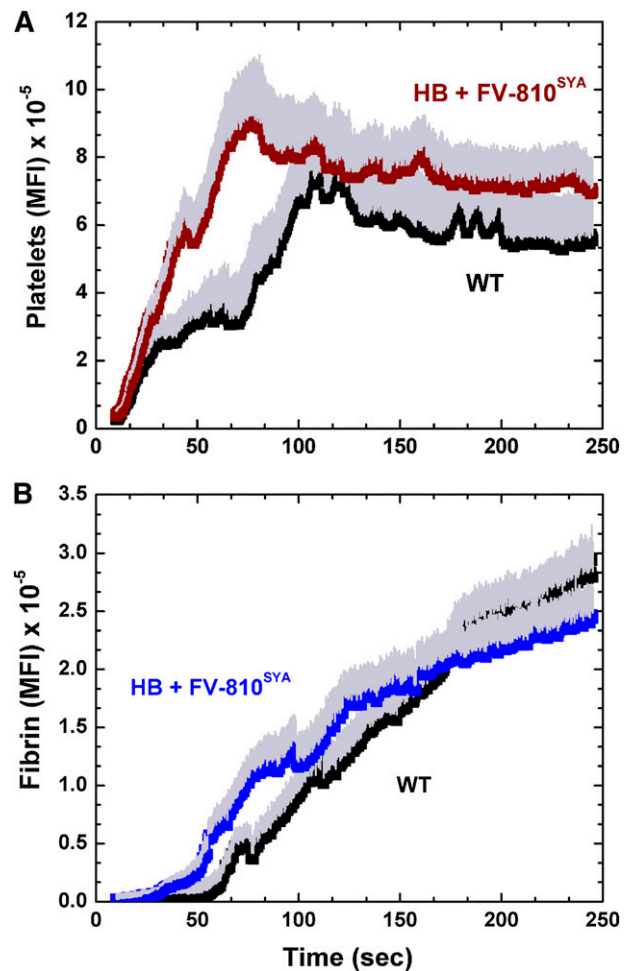 A
Platelets (MFI) x 10⁻⁵
12
10
8
6
4
2
0
HB + FV-810ˢʸᴬ
WT
0 50 100 150 200 250
B
Fibrin (MFI) x 10⁻⁵
3.5
3.0
2.5
2.0
1.5
1.0
0.5
0.0
HB + FV-810ˢʸᴬ
WT
0 50 100 150 200 250
Time (sec)